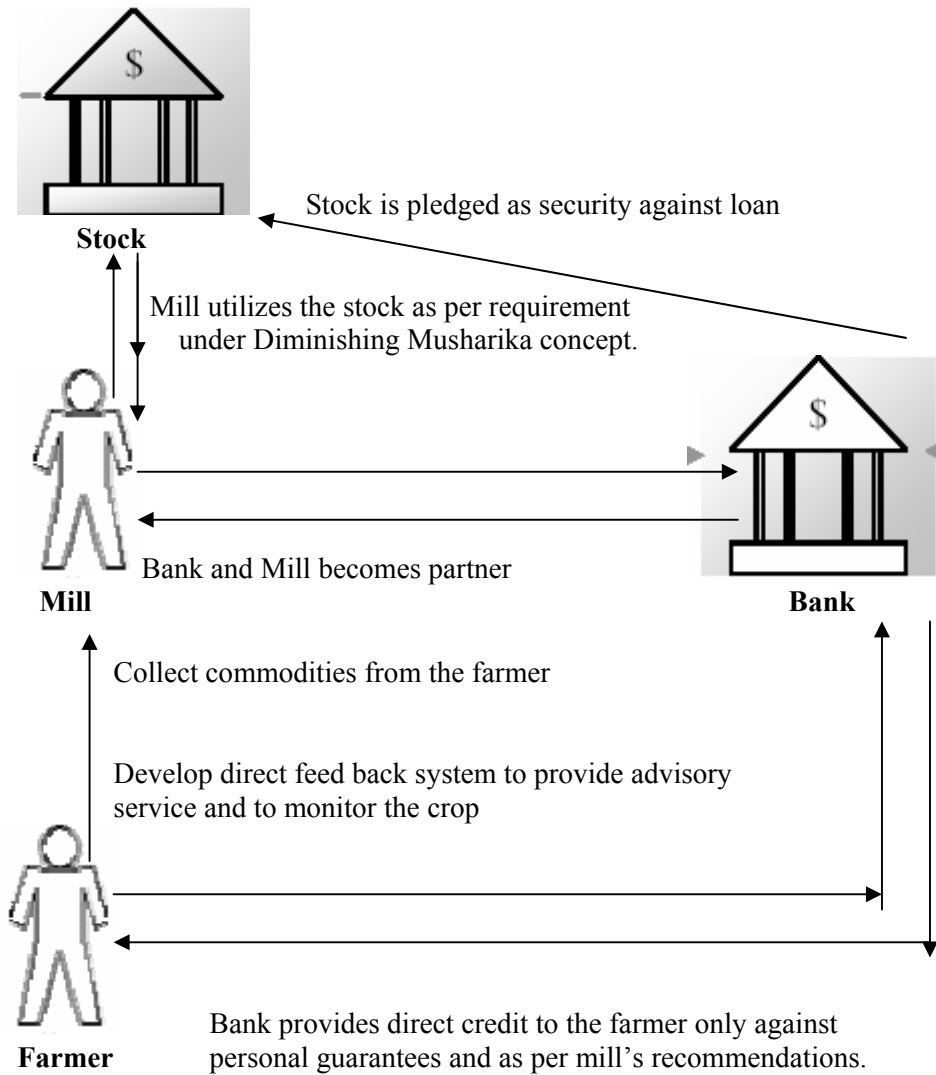 $
Stock is pledged as security against loan
Stock
Mill utilizes the stock as per requirement
under Diminishing Musharika concept.
$
Bank and Mill becomes partner
Mill
Bank
Collect commodities from the farmer
Develop direct feed back system to provide advisory
service and to monitor the crop
Bank provides direct credit to the farmer only against
personal guarantees and as per mill’s recommendations.
Farmer